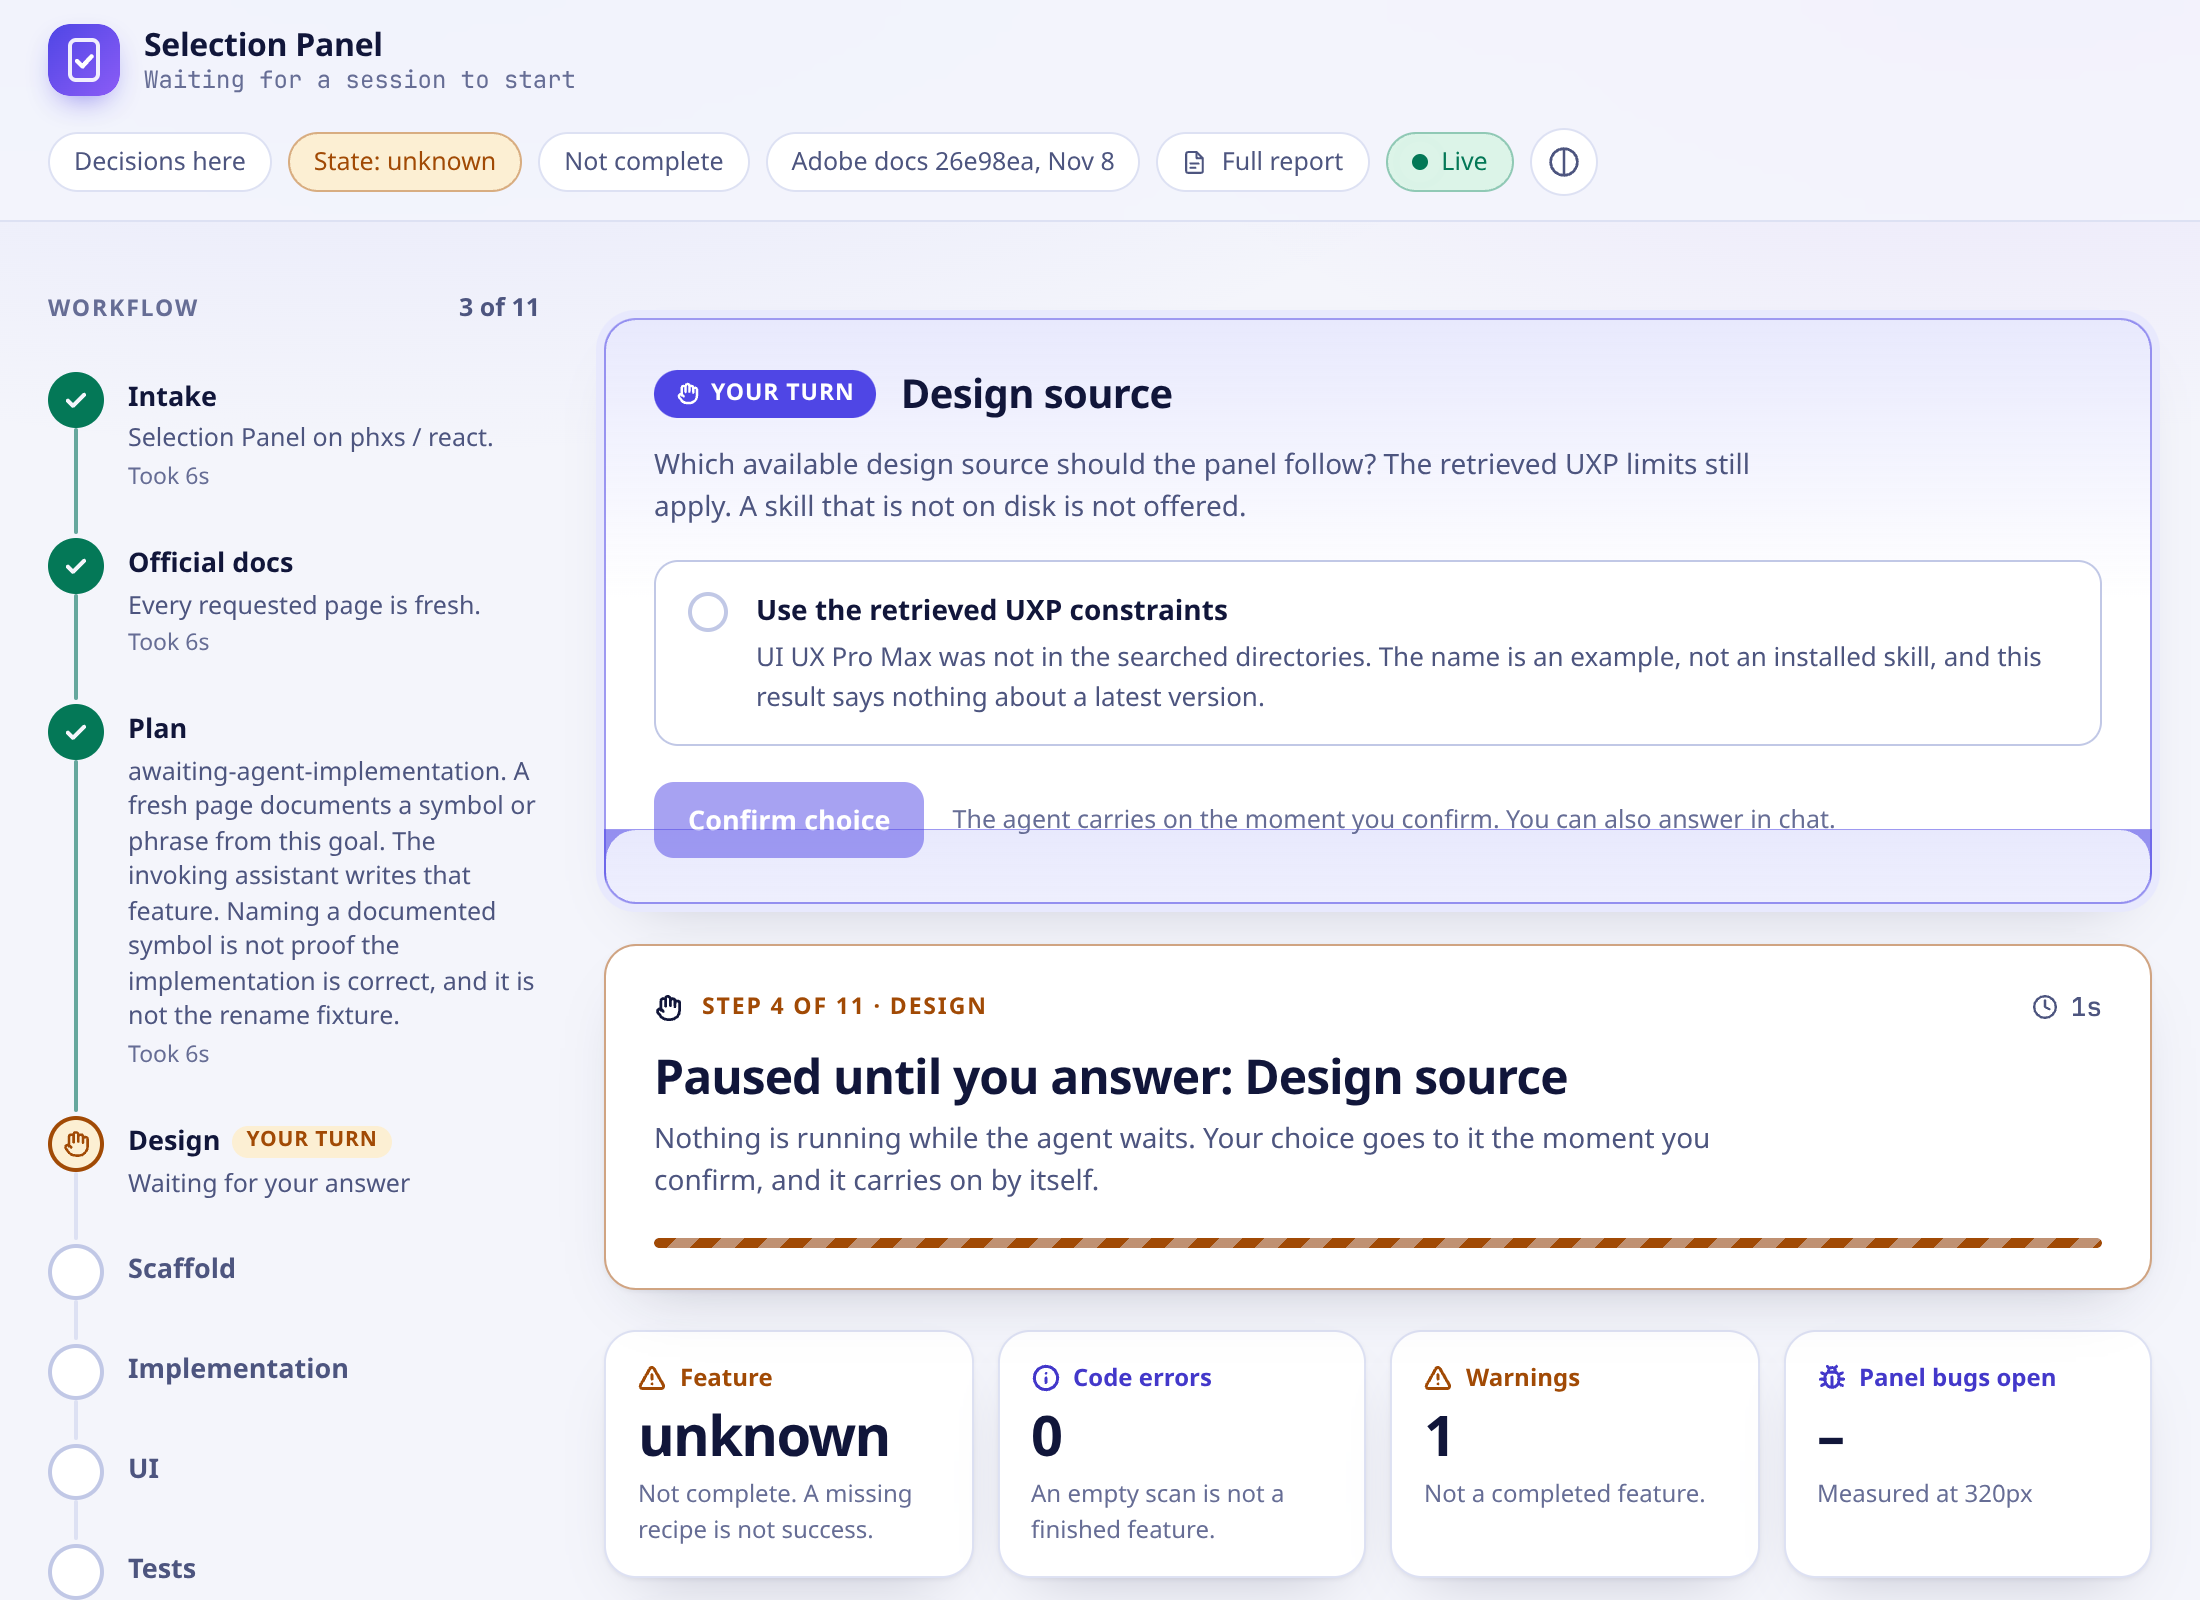 Selection Panel
Waiting for a session to start
Decisions here
State: unknown
Not complete
Adobe docs 26e98ea, Nov 8
Full report
Live
WORKFLOW
3 of 11
Intake
Selection Panel on phxs / react.
Took 6s
Official docs
Every requested page is fresh.
Took 6s
Plan
awaiting-agent-implementation. A
fresh page documents a symbol or
phrase from this goal. The
invoking assistant writes that
feature. Naming a documented
symbol is not proof the
implementation is correct, and it is
not the rename fixture.
Took 6s
Design YOUR TURN
Waiting for your answer
Scaffold
Implementation
UI
Tests
YOUR TURN
Design source
Which available design source should the panel follow? The retrieved UXP limits still
apply. A skill that is not on disk is not offered.
Use the retrieved UXP constraints
UI UX Pro Max was not in the searched directories. The name is an example, not an installed skill, and this
result says nothing about a latest version.
Confirm choice
The agent carries on the moment you confirm. You can also answer in chat.
STEP 4 OF 11 · DESIGN
1s
Paused until you answer: Design source
Nothing is running while the agent waits. Your choice goes to it the moment you
confirm, and it carries on by itself.
Feature
unknown
Not complete. A missing
recipe is not success.
Code errors
0
An empty scan is not a
finished feature.
Warnings
1
Not a completed feature.
Panel bugs open
–
Measured at 320px